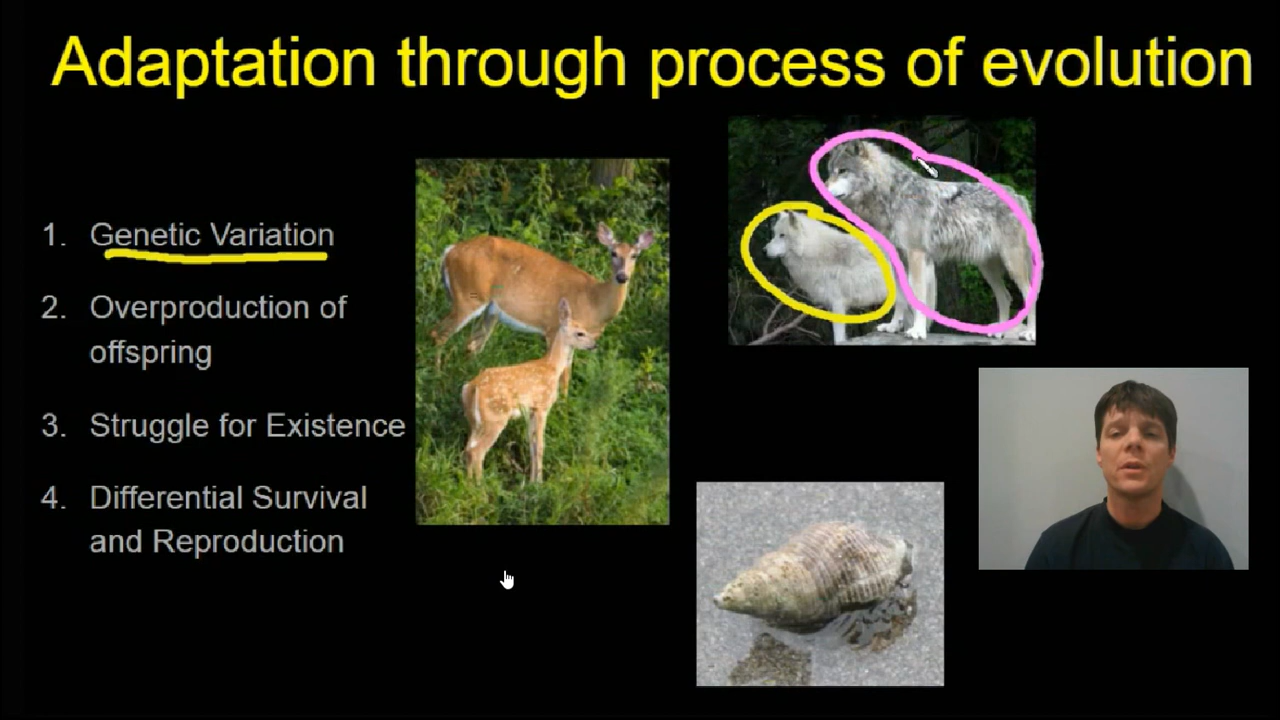 Adaptation through process of evolution
1. Genetic Variation
2. Overproduction of
offspring
3. Struggle for Existence
4. Differential Survival
and Reproduction